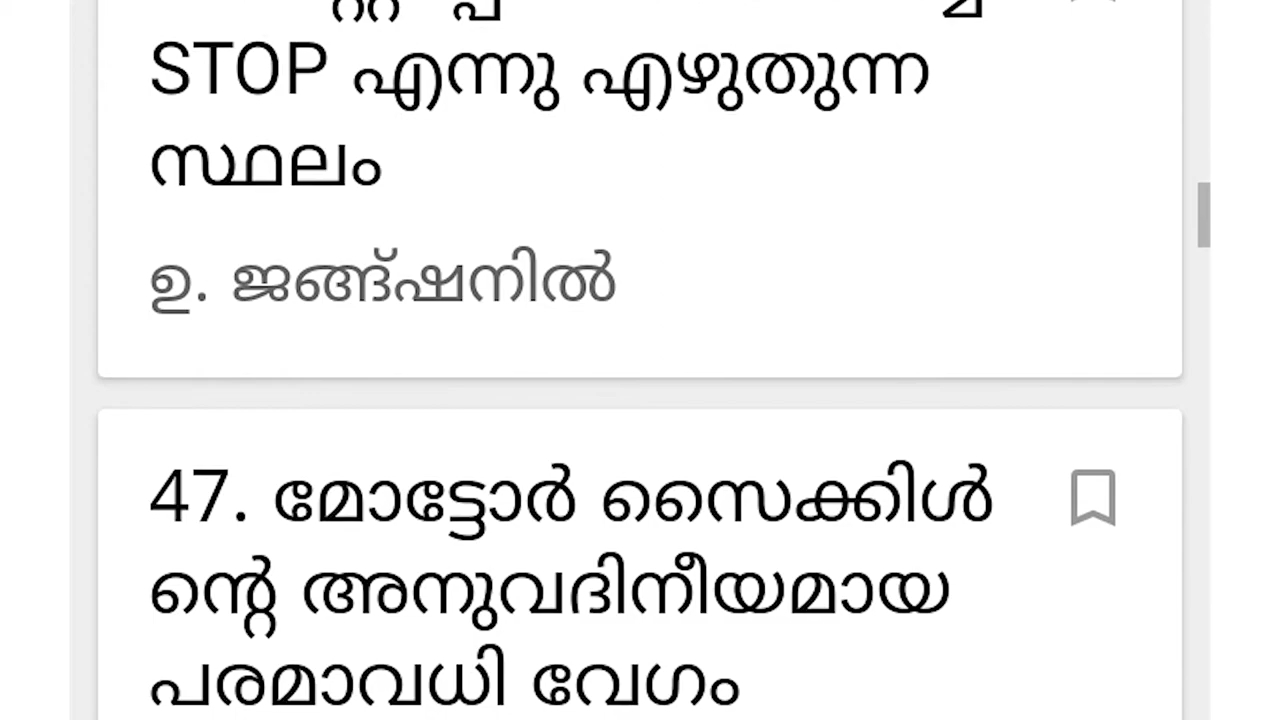 STOP എന്നു എഴുതുന്ന
സ്ഥലം
ഉ. ജങ്ങ്ഷനിൽ
47. മോട്ടോർ സൈക്കിൾ
ന്റെ അനുവദിനീയമായ
പരമാവധി വേഗം